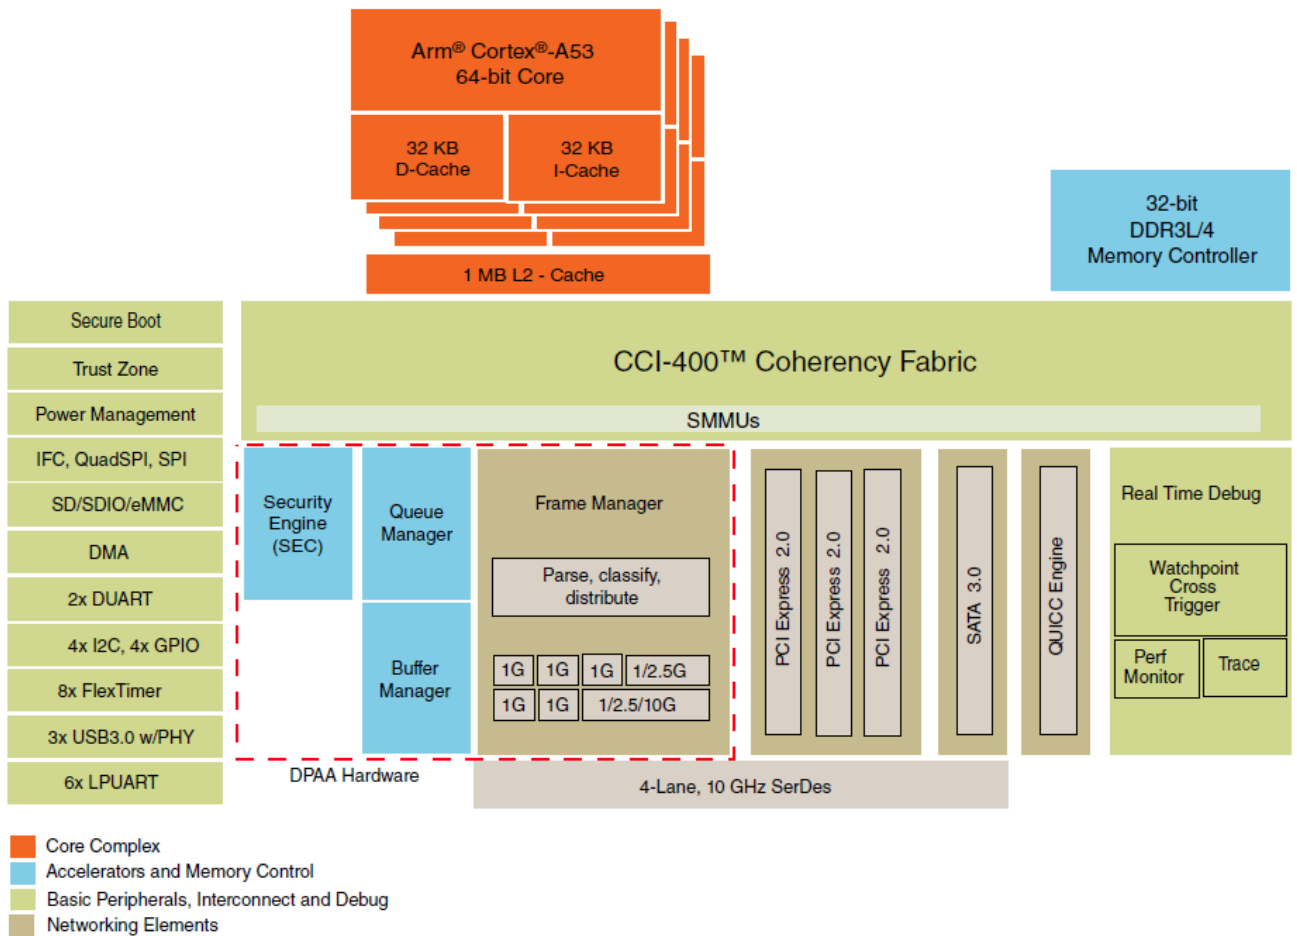 Arm® Cortex®-A53
64-bit Core
32 KB
D-Cache
32 KB
I-Cache
1 MB L2 - Cache
32-bit
DDR3L/4
Memory Controller
Secure Boot
Trust Zone
Power Management
IFC, QuadSPI, SPI
SD/SDIO/eMMC
DMA
2x DUART
4x I2C, 4x GPIO
8x FlexTimer
3x USB3.0 w/PHY
6x LPUART
CCI-400™ Coherency Fabric
SMMUs
Security
Engine
(SEC)
Queue
Manager
Buffer
Manager
Frame Manager
Parse, classify,
distribute
1G
1G
1G
1/2.5G
1G
1G
1/2.5/10G
PCI Express 2.0
PCI Express 2.0
PCI Express 2.0
SATA 3.0
QUICC Engine
Real Time Debug
Watchpoint
Cross
Trigger
Perf
Monitor
Trace
DPAA Hardware
4-Lane, 10 GHz SerDes
Core Complex
Accelerators and Memory Control
Basic Peripherals, Interconnect and Debug
Networking Elements